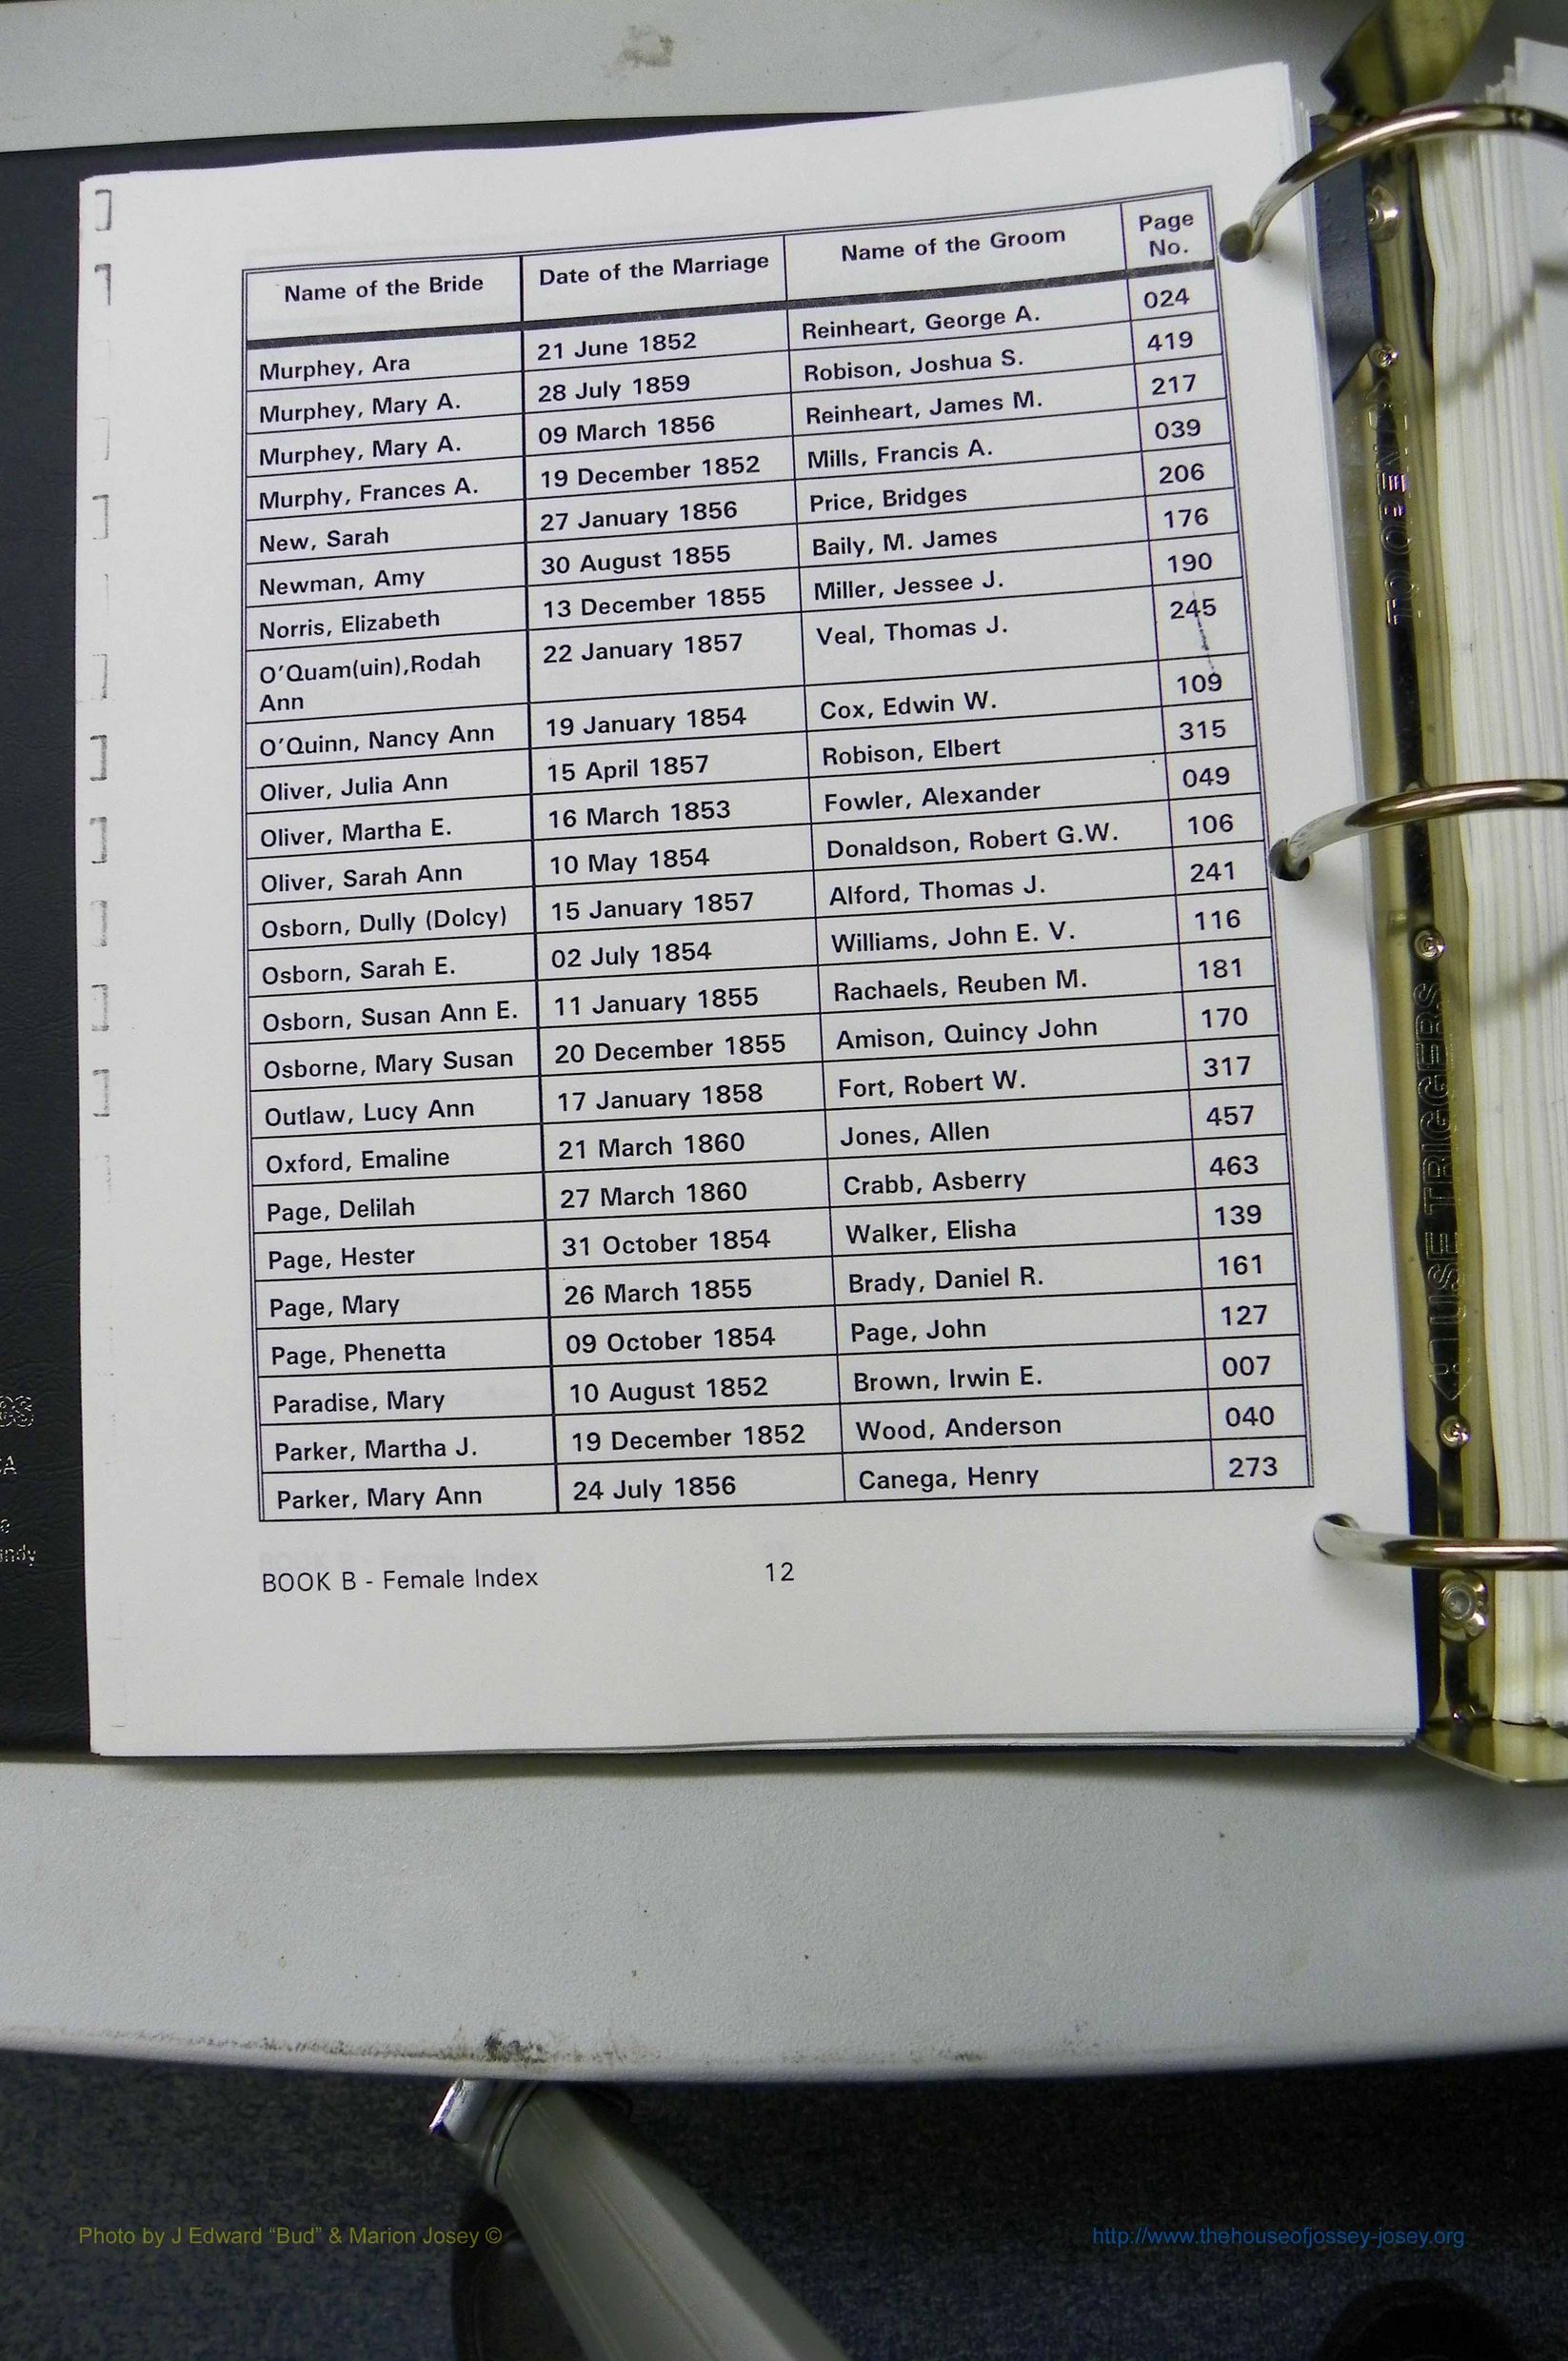 Name of the Bride Date of the Marriage Name of the Groom Page No.
Murphey, Ara 21 June 1852 Reinheart, George A. 024
Murphey, Mary A. 28 July 1859 Robison, Joshua S. 419
Murphey, Mary A. 09 March 1856 Reinheart, James M. 217
Murphy, Frances A. 19 December 1852 Mills, Francis A. 039
New, Sarah 27 January 1856 Price, Bridges 206
Newman, Amy 30 August 1855 Baily, M. James 176
Norris, Elizabeth 13 December 1855 Miller, Jessee J. 190
O'Quam(uin),Rodah 22 January 1857 Veal, Thomas J. 245
Ann
O'Quinn, Nancy Ann 19 January 1854 Cox, Edwin W. 109
Oliver, Julia Ann 15 April 1857 Robison, Elbert 315
Oliver, Martha E. 16 March 1853 Fowler, Alexander 049
Oliver, Sarah Ann 10 May 1854 Donaldson, Robert G.W. 106
Osborn, Dully (Dolcy) 15 January 1857 Alford, Thomas J. 241
Osborn, Sarah E. 02 July 1854 Williams, John E. V. 116
Osborn, Susan Ann E. 11 January 1855 Rachaels, Reuben M. 181
Osborne, Mary Susan 20 December 1855 Amison, Quincy John 170
Outlaw, Lucy Ann 17 January 1858 Fort, Robert W. 317
Oxford, Emaline 21 March 1860 Jones, Allen 457
Page, Delilah 27 March 1860 Crabb, Asberry 463
Page, Hester 31 October 1854 Walker, Elisha 139
Page, Mary 26 March 1855 Brady, Daniel R. 161
Page, Phenetta 09 October 1854 Page, John 127
Paradise, Mary 10 August 1852 Brown, Irwin E. 007
Parker, Martha J. 19 December 1852 Wood, Anderson 040
Parker, Mary Ann 24 July 1856 Canega, Henry 273
BOOK B - Female Index 12
USE TRIGGERS TO OPEN
Photo by J Edward “Bud” & Marion Josey ©
http://www.thehouseofjossey-josey.org